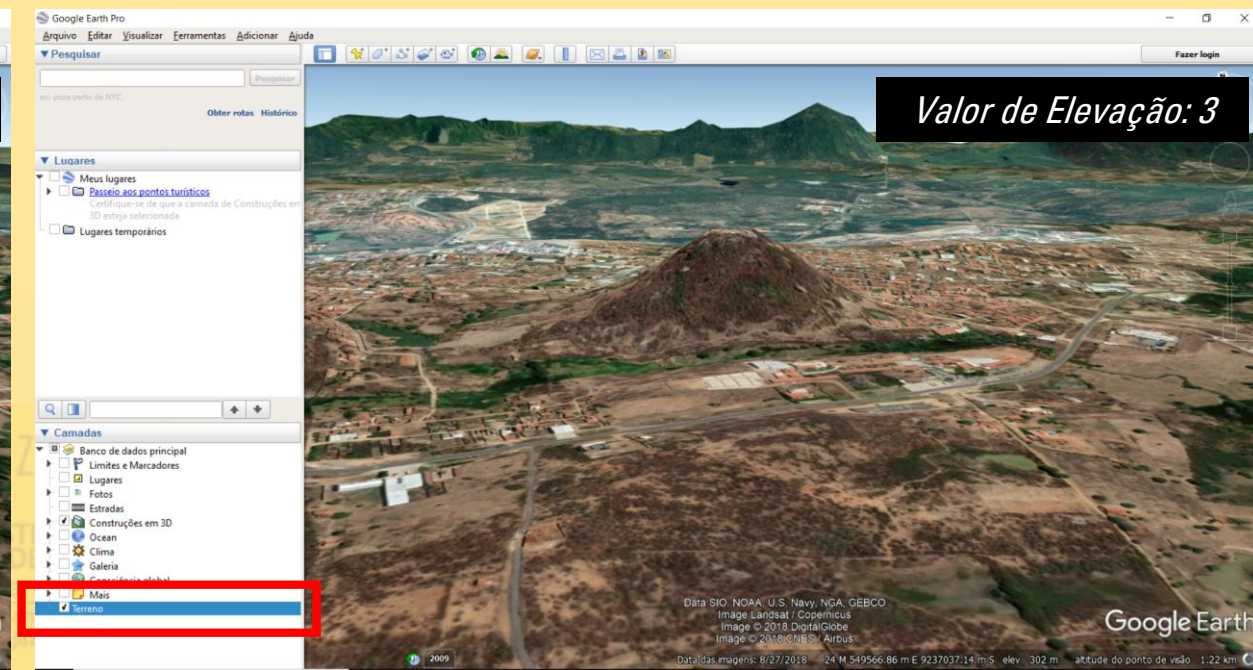 Google Earth Pro
Arquivo Editar Visualizar Ferramentas Adicionar Ajuda
▼ Pesquisar
Pesquisar
ex: pizza perto de NYC
Obter rotas Histórico
Fazer login
Valor de Elevação: 3
▼ Lugares
Meus lugares
Passeio aos pontos turísticos
Certifique-se de que a camada de Construções em
3D esteja selecionada
Lugares temporários
▼ Camadas
Banco de dados principal
Limites e Marcadores
Lugares
Fotos
Estradas
Construções em 3D
Ocean
Clima
Galeria
Consciência global
Mais
Terreno
Data SIO, NOAA, U.S. Navy, NGA, GEBCO
Image Landsat / Copernicus
Image © 2018 DigitalGlobe
Image © 2018 CNES / Airbus
Google Earth
2009
Data das imagens: 8/27/2018 24 M 549566.86 m E 9237037.14 m S elev 302 m altitude do ponto de visão 1.22 km